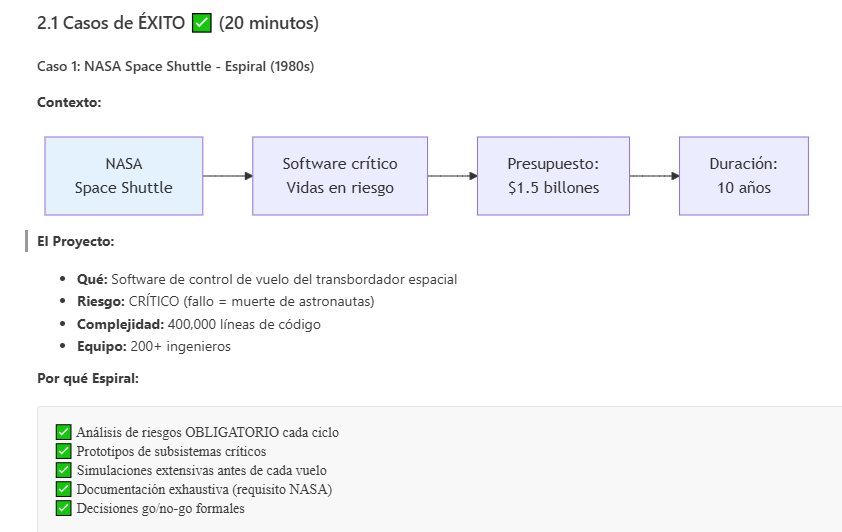 2.1 Casos de ÉXITO ✅ (20 minutos)
Caso 1: NASA Space Shuttle - Espiral (1980s)
Contexto:
NASA
Space Shuttle
Software crítico
Vidas en riesgo
Presupuesto:
$1.5 billones
Duración:
10 años
El Proyecto:
• Qué: Software de control de vuelo del transbordador espacial
• Riesgo: CRÍTICO (fallo = muerte de astronautas)
• Complejidad: 400,000 líneas de código
• Equipo: 200+ ingenieros
Por qué Espiral:
✅ Análisis de riesgos OBLIGATORIO cada ciclo
✅ Prototipos de subsistemas críticos
✅ Simulaciones extensivas antes de cada vuelo
✅ Documentación exhaustiva (requisito NASA)
✅ Decisiones go/no-go formales